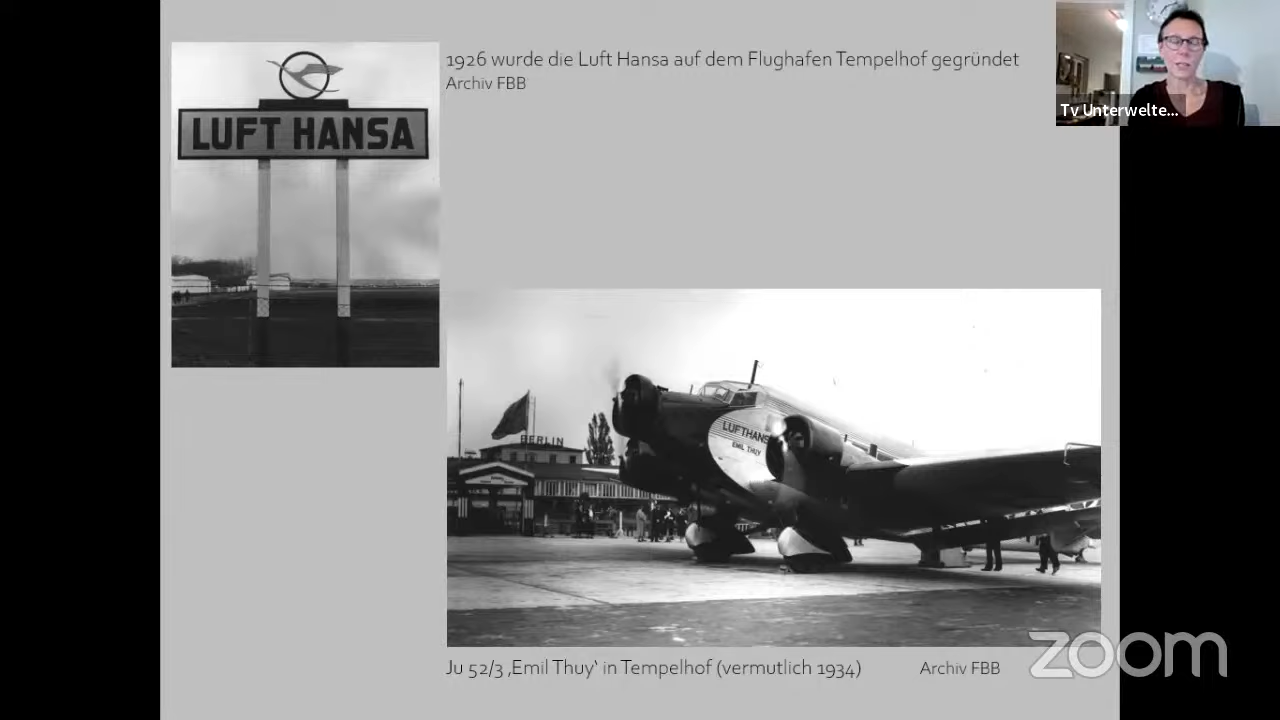 1926 wurde die Luft Hansa auf dem Flughafen Tempelhof gegründet
Archiv FBB
Tv Unterwelte...
LUFT HANSA
BERLIN
LUFTHANS
EMIL THUY
Ju 52/3 ‚Emil Thuy‘ in Tempelhof (vermutlich 1934)
Archiv FBB
zoom